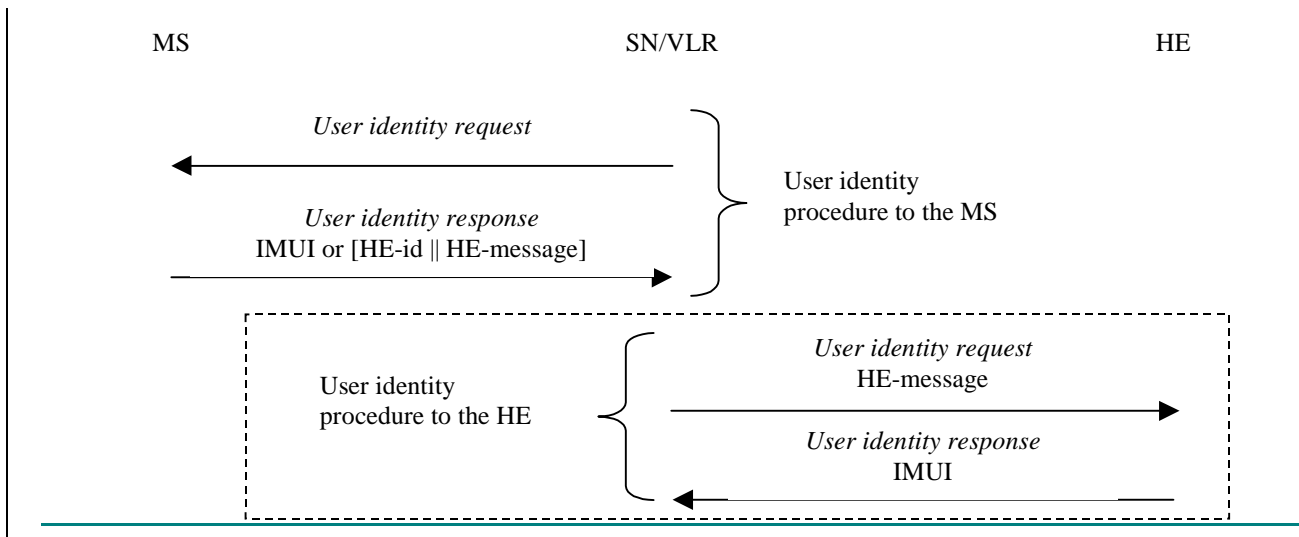 MS
SN/VLR
HE
User identity request
User identity
procedure to the MS
User identity response
IMUI or [HE-id || HE-message]
User identity request
HE-message
User identity
procedure to the HE
User identity response
IMUI